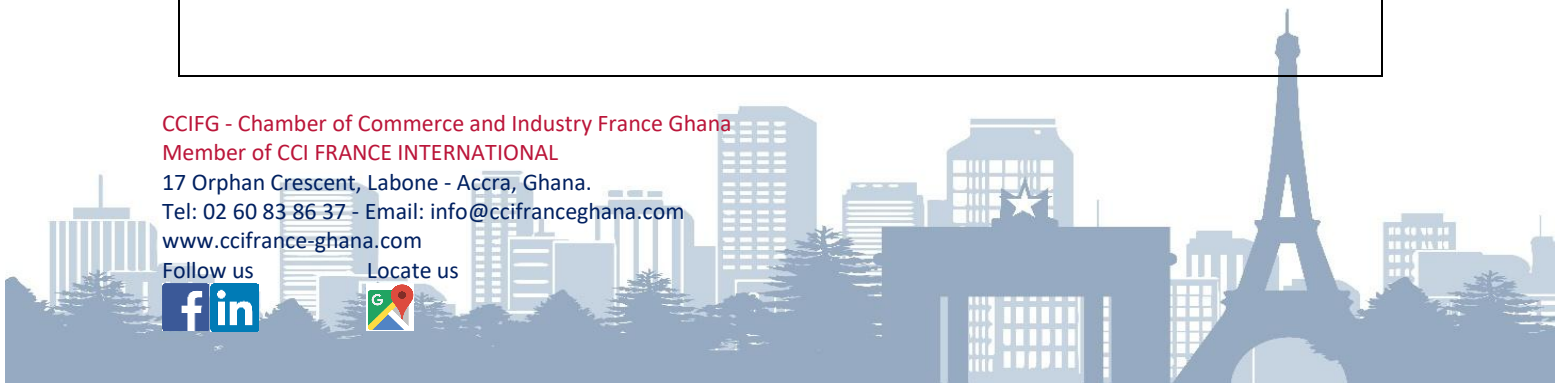 CCIFG - Chamber of Commerce and Industry France Ghana
Member of CCI FRANCE INTERNATIONAL
17 Orphan Crescent, Labone - Accra, Ghana.
Tel: 02 60 83 86 37 - Email: info@ccifranceghana.com
www.ccifrance-ghana.com
Follow us Locate us
f in G